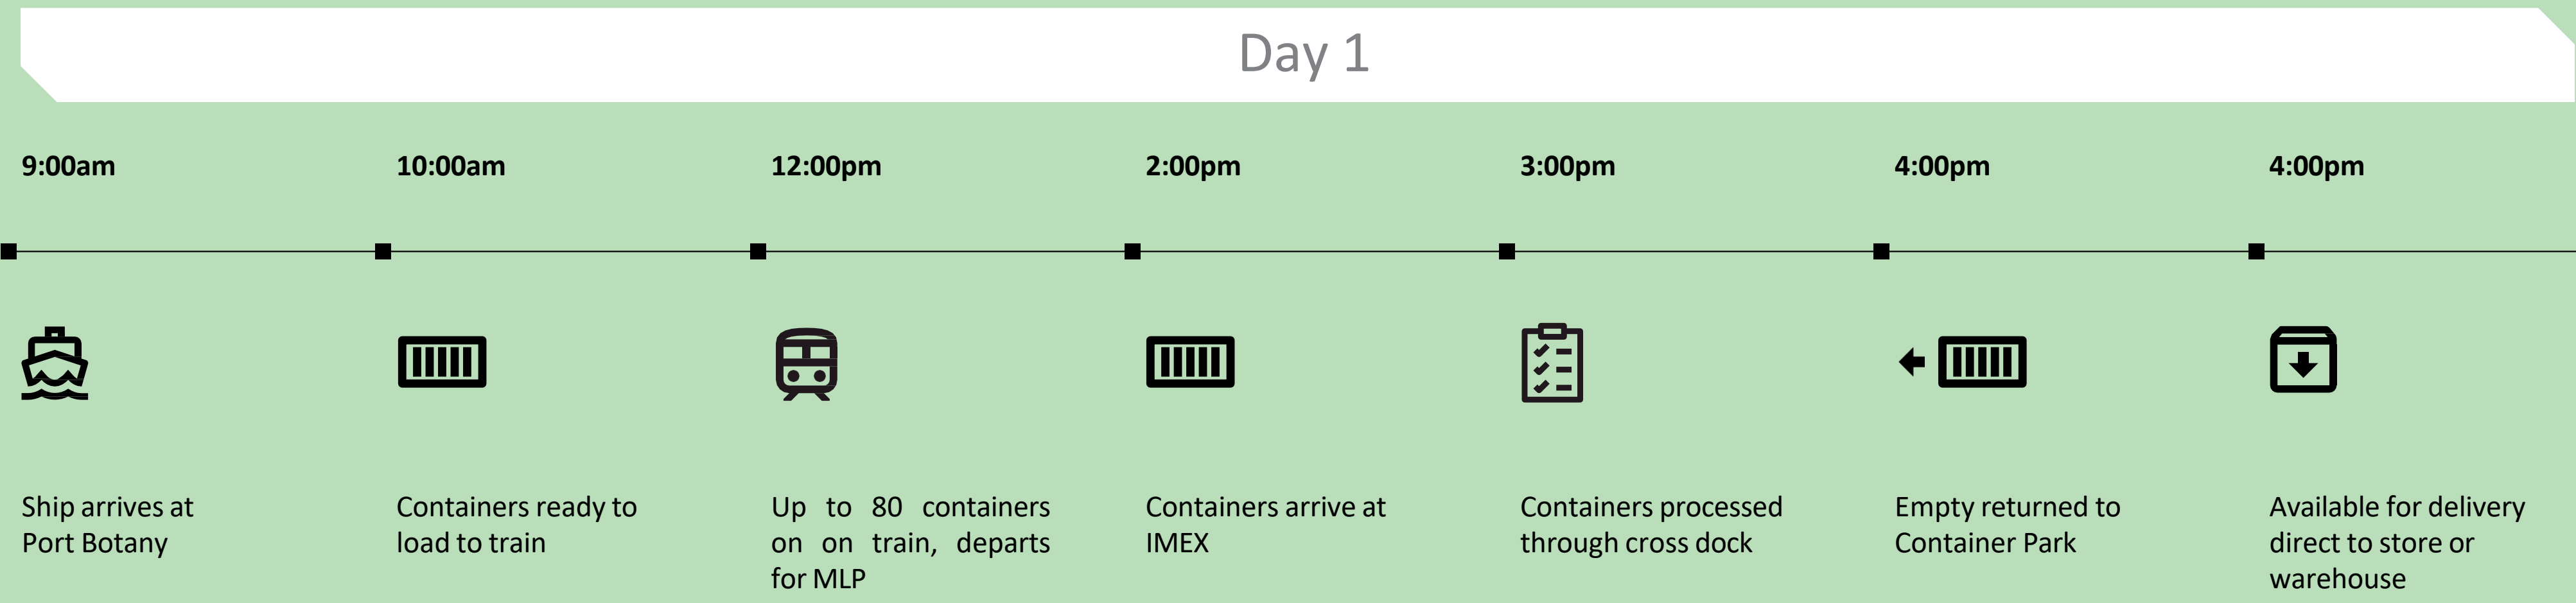 Day 1
9:00am
10:00am
12:00pm
2:00pm
3:00pm
4:00pm
4:00pm
Ship arrives at
Port Botany
Containers ready to
load to train
Up to 80 containers
on on train, departs
for MLP
Containers arrive at
IMEX
Containers processed
through cross dock
Empty returned to
Container Park
Available for delivery
direct to store or
warehouse